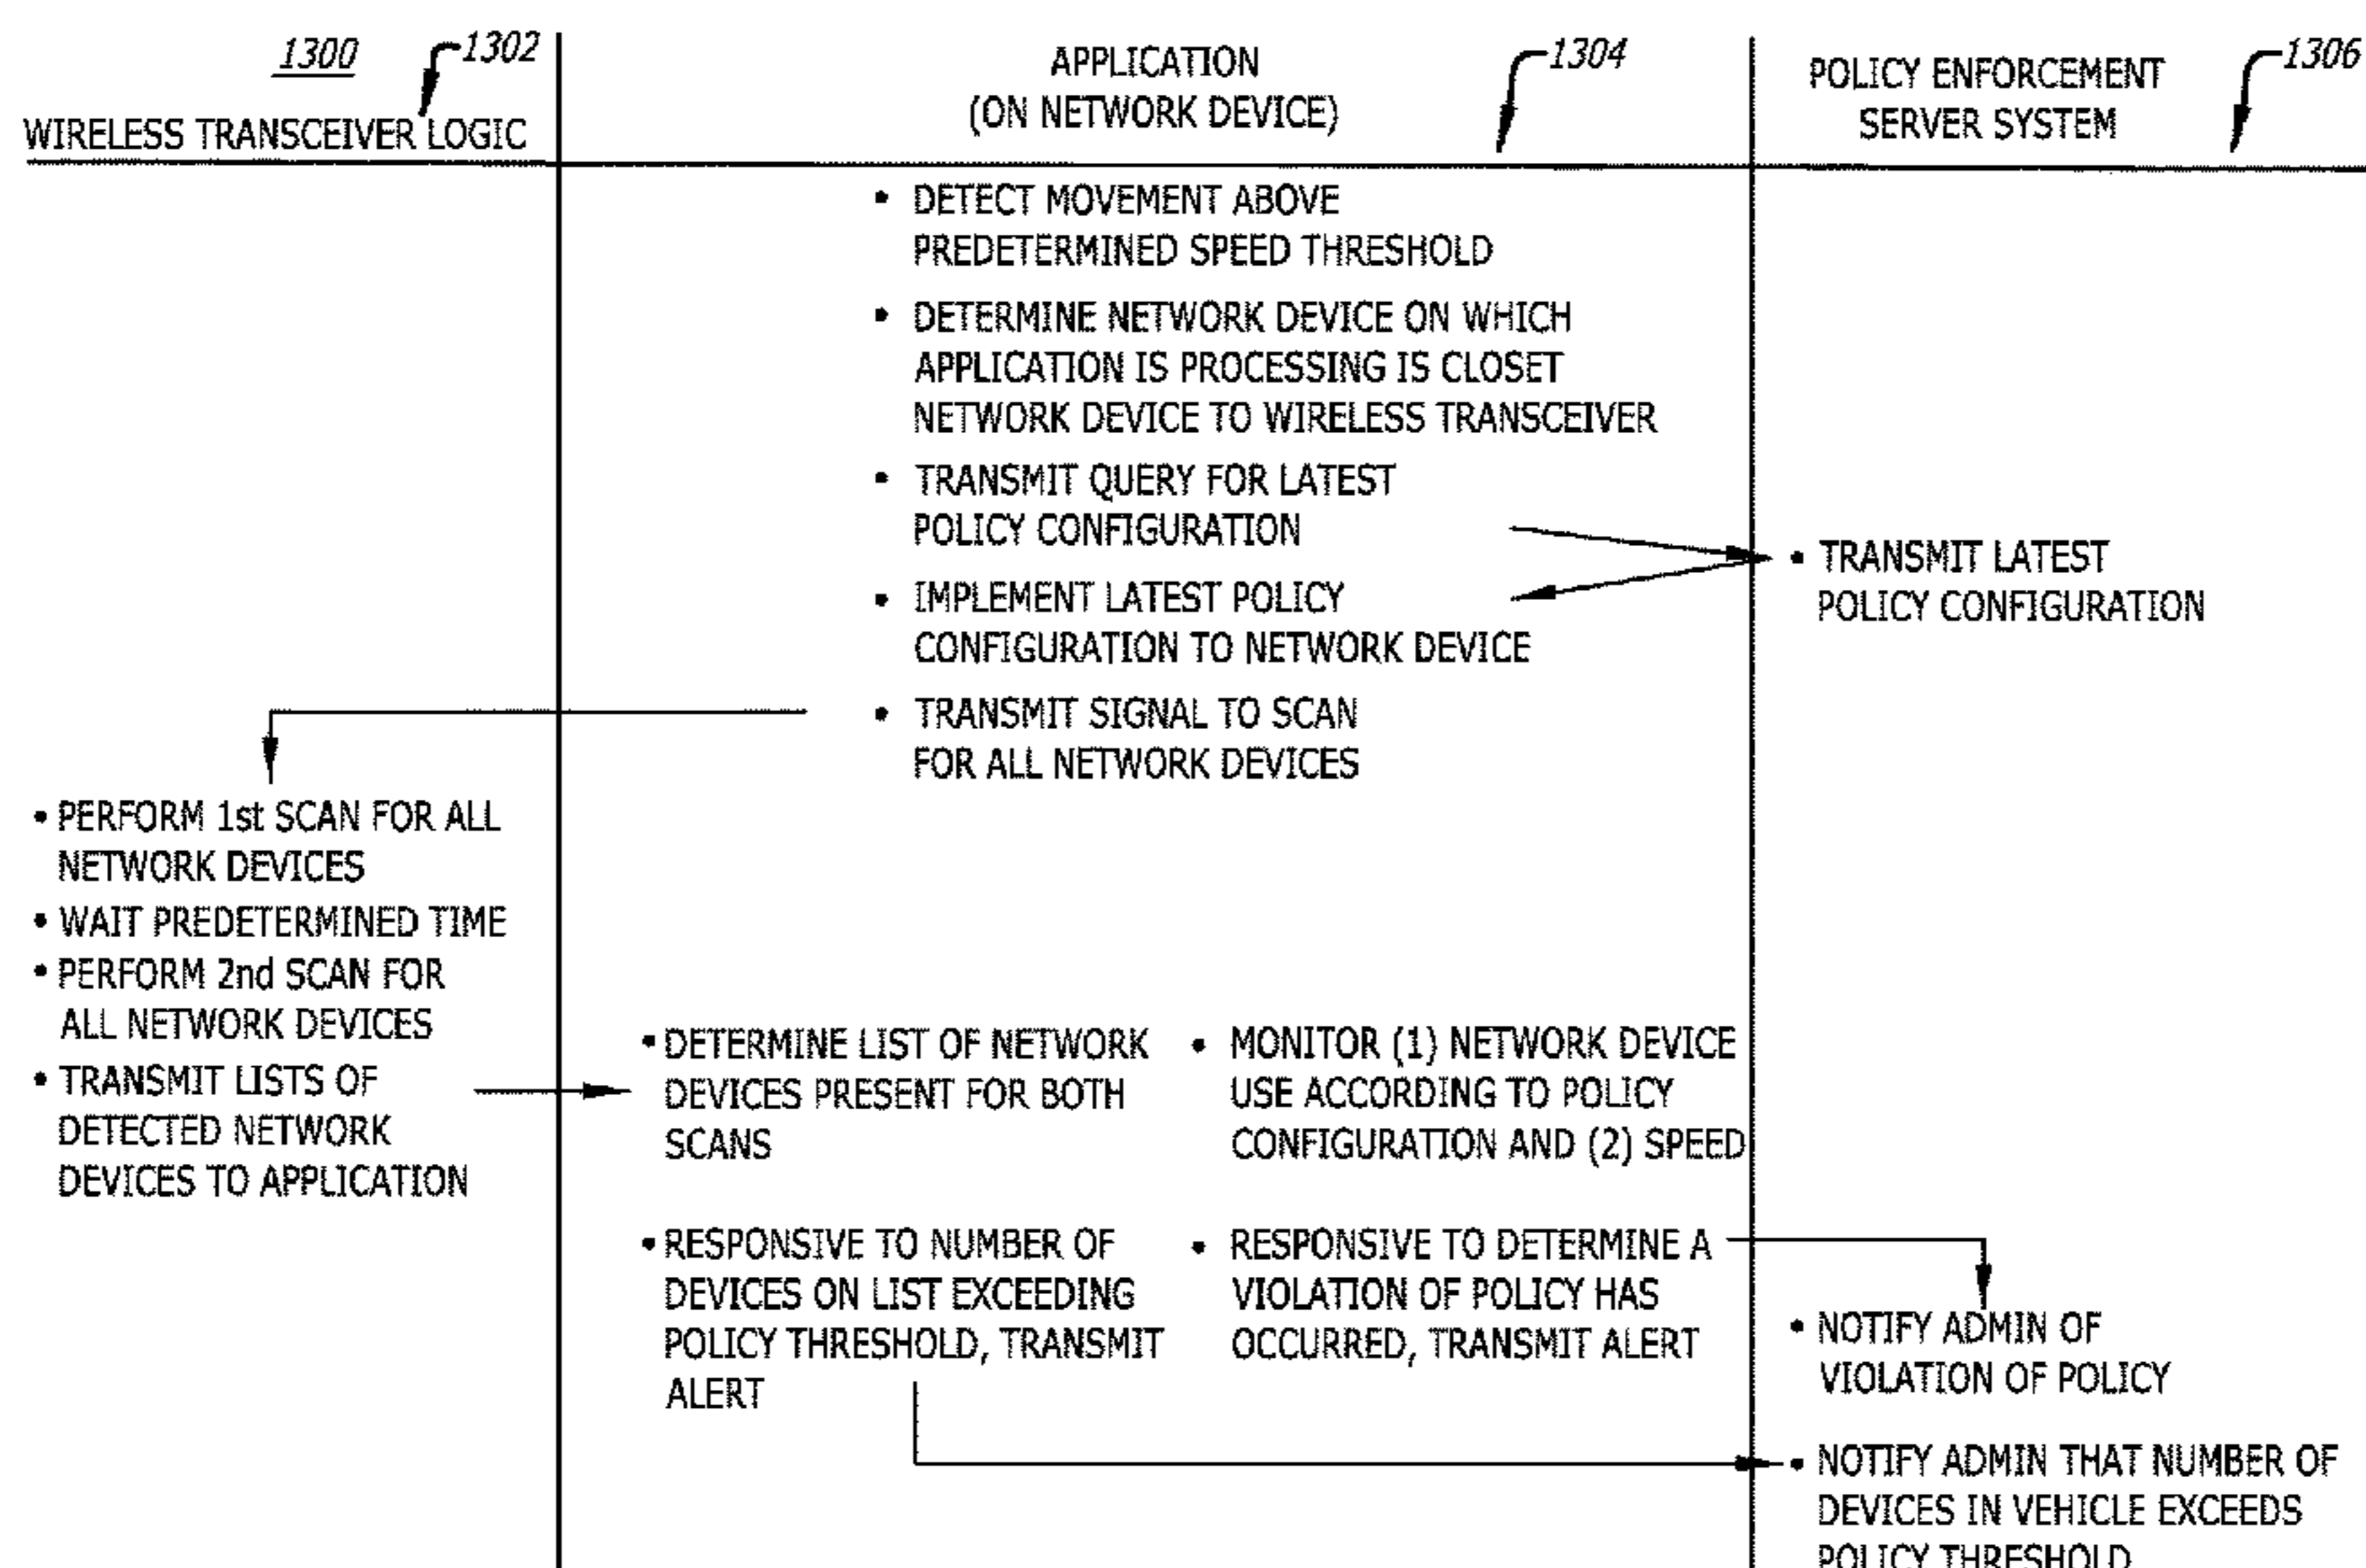 1300
1302
WIRELESS TRANSCEIVER LOGIC
APPLICATION
(ON NETWORK DEVICE)
1304
POLICY ENFORCEMENT
SERVER SYSTEM
1306
• DETECT MOVEMENT ABOVE
PREDETERMINED SPEED THRESHOLD
• DETERMINE NETWORK DEVICE ON WHICH
APPLICATION IS PROCESSING IS CLOSET
NETWORK DEVICE TO WIRELESS TRANSCEIVER
• TRANSMIT QUERY FOR LATEST
POLICY CONFIGURATION
• TRANSMIT LATEST
POLICY CONFIGURATION
• IMPLEMENT LATEST POLICY
CONFIGURATION TO NETWORK DEVICE
• TRANSMIT SIGNAL TO SCAN
FOR ALL NETWORK DEVICES
• PERFORM 1st SCAN FOR ALL
NETWORK DEVICES
• WAIT PREDETERMINED TIME
• PERFORM 2nd SCAN FOR
ALL NETWORK DEVICES
• TRANSMIT LISTS OF
DETECTED NETWORK
DEVICES TO APPLICATION
• DETERMINE LIST OF NETWORK
DEVICES PRESENT FOR BOTH
SCANS
• RESPONSIVE TO NUMBER OF
DEVICES ON LIST EXCEEDING
POLICY THRESHOLD, TRANSMIT
ALERT
• MONITOR (1) NETWORK DEVICE
USE ACCORDING TO POLICY
CONFIGURATION AND (2) SPEED
• RESPONSIVE TO DETERMINE A
VIOLATION OF POLICY HAS
OCCURRED, TRANSMIT ALERT
• NOTIFY ADMIN OF
VIOLATION OF POLICY
• NOTIFY ADMIN THAT NUMBER OF
DEVICES IN VEHICLE EXCEEDS
POLICY THRESHOLD